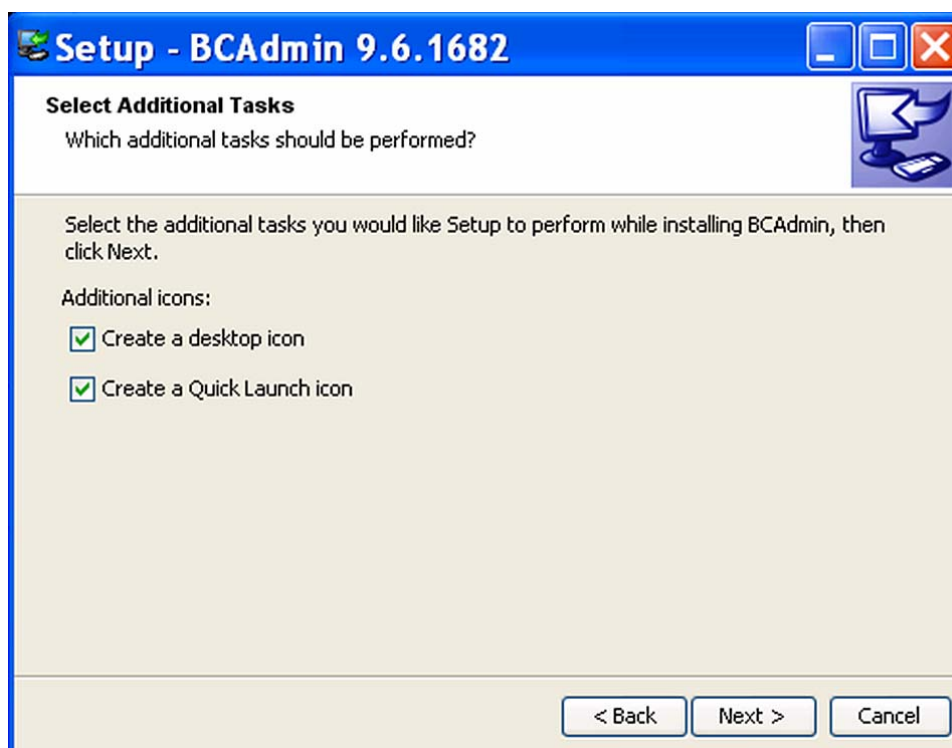 Setup - BCAdmin 9.6.1682
Select Additional Tasks
Which additional tasks should be performed?
Select the additional tasks you would like Setup to perform while installing BCAdmin, then
click Next.
Additional icons:
Create a desktop icon
Create a Quick Launch icon
< Back Next > Cancel